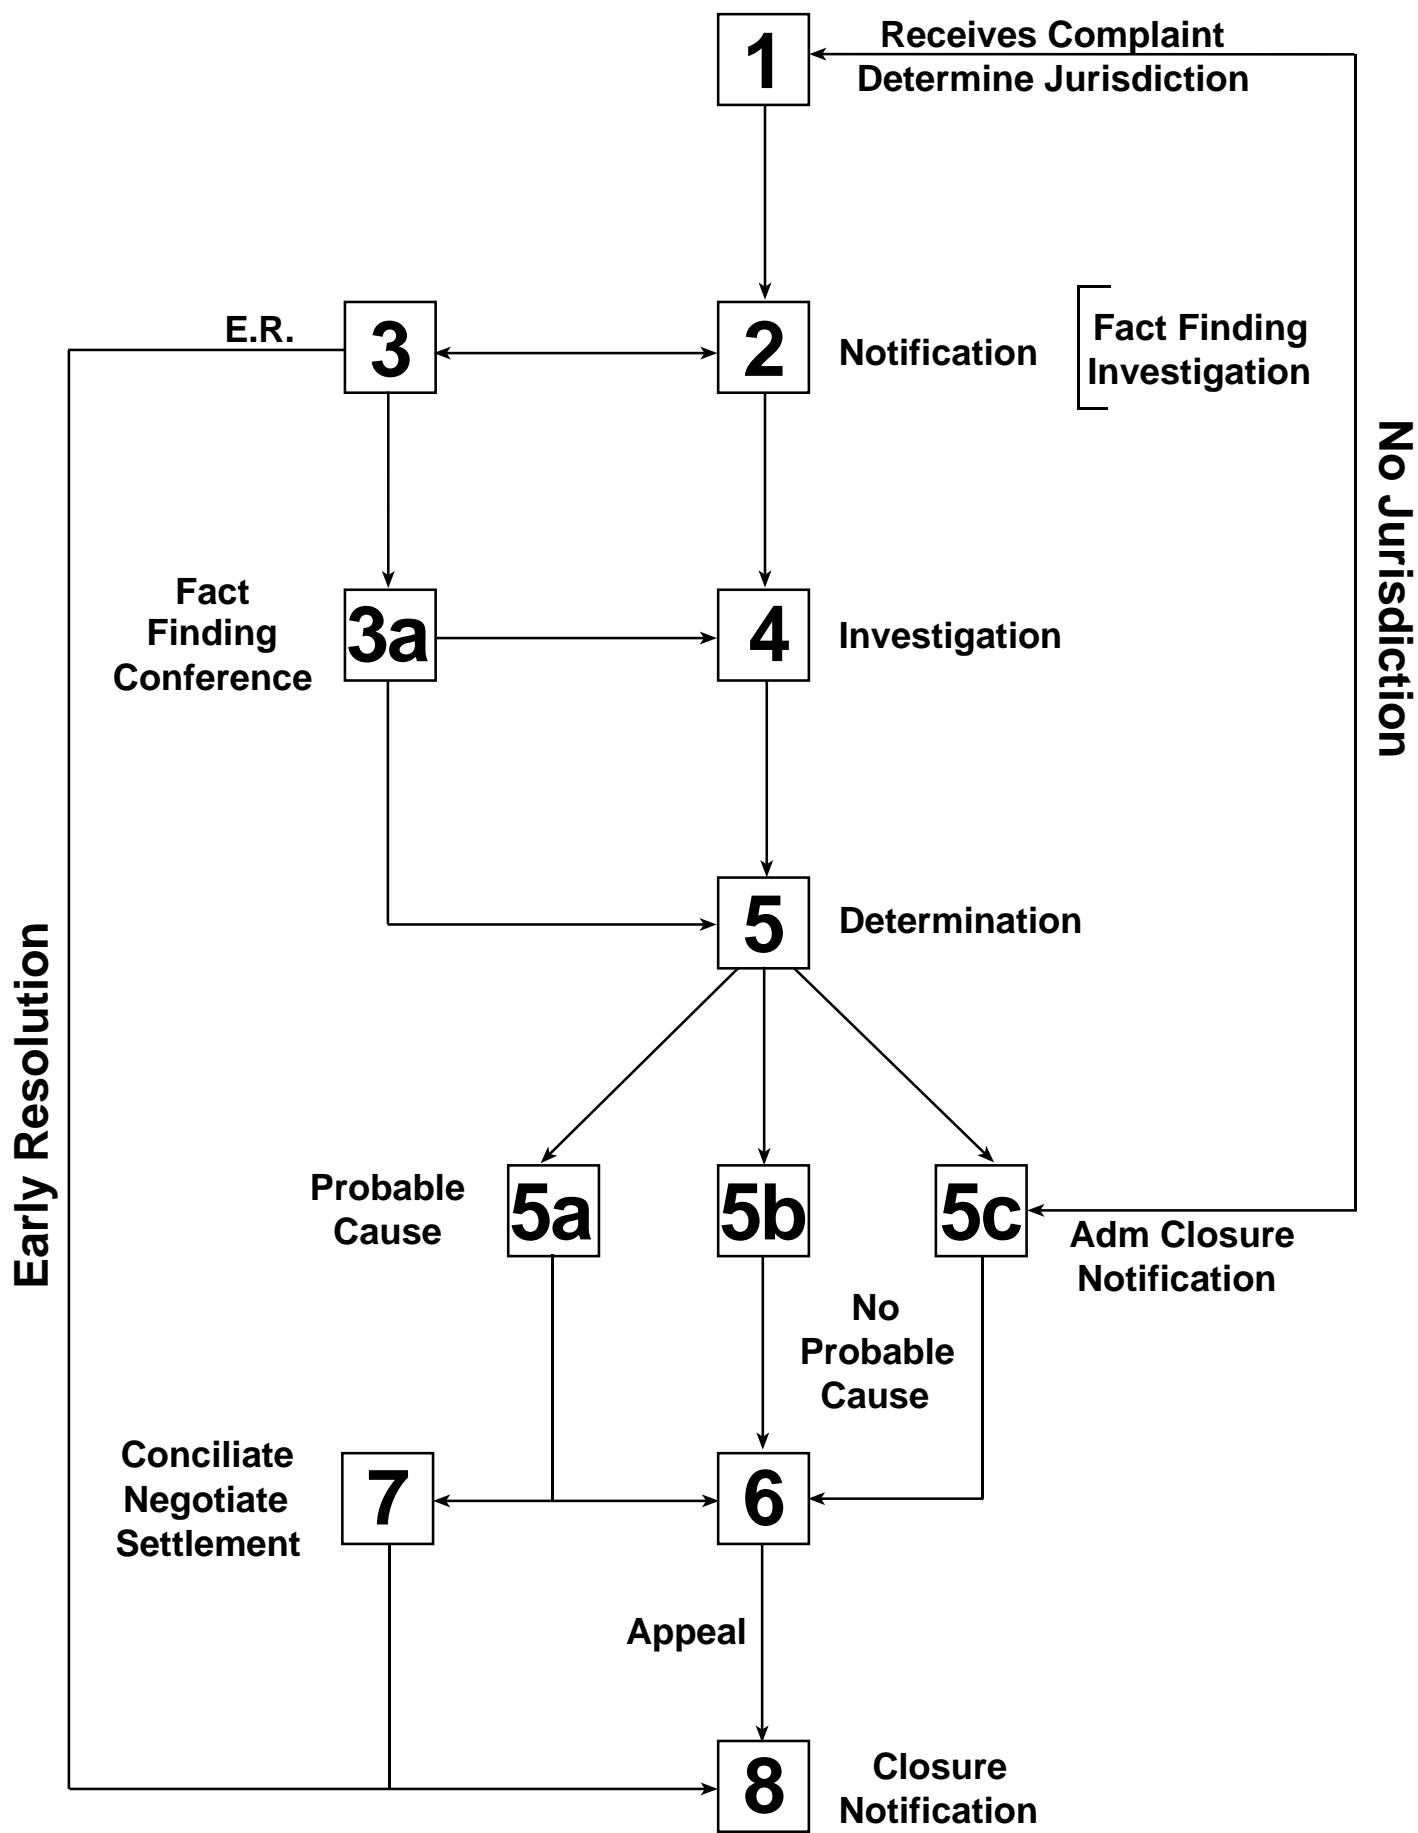 1
Receives Complaint
Determine Jurisdiction
E.R.
3
2
Notification
Fact Finding
Investigation
No Jurisdiction
Fact
Finding
Conference
3a
4
Investigation
5
Determination
Early Resolution
Probable
Cause
5a
5b
5c
Adm Closure
Notification
No
Probable
Cause
Conciliate
Negotiate
Settlement
7
6
Appeal
8
Closure
Notification